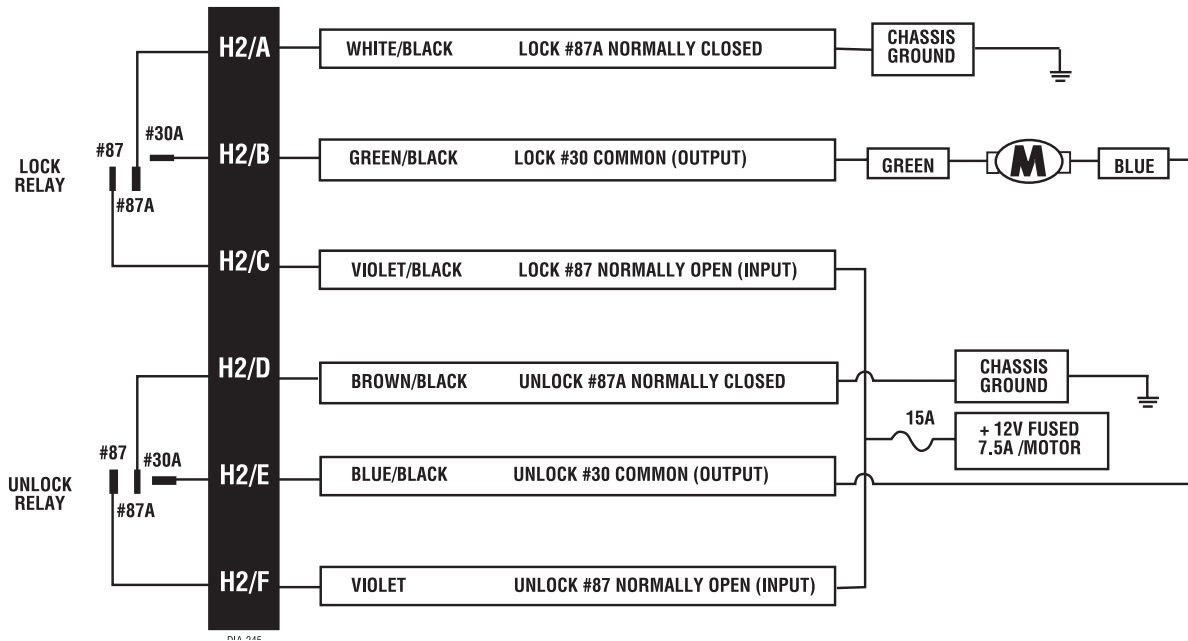 H2/A
WHITE/BLACK LOCK #87A NORMALLY CLOSED
CHASSIS
GROUND
#87
#30A
#87A
LOCK
RELAY
H2/B
GREEN/BLACK LOCK #30 COMMON (OUTPUT)
GREEN
M
BLUE
H2/C
VIOLET/BLACK LOCK #87 NORMALLY OPEN (INPUT)
H2/D
BROWN/BLACK UNLOCK #87A NORMALLY CLOSED
CHASSIS
GROUND
15A
+ 12V FUSED
7.5A /MOTOR
#87
#30A
#87A
UNLOCK
RELAY
H2/E
BLUE/BLACK UNLOCK #30 COMMON (OUTPUT)
H2/F
VIOLET UNLOCK #87 NORMALLY OPEN (INPUT)
DIA-245